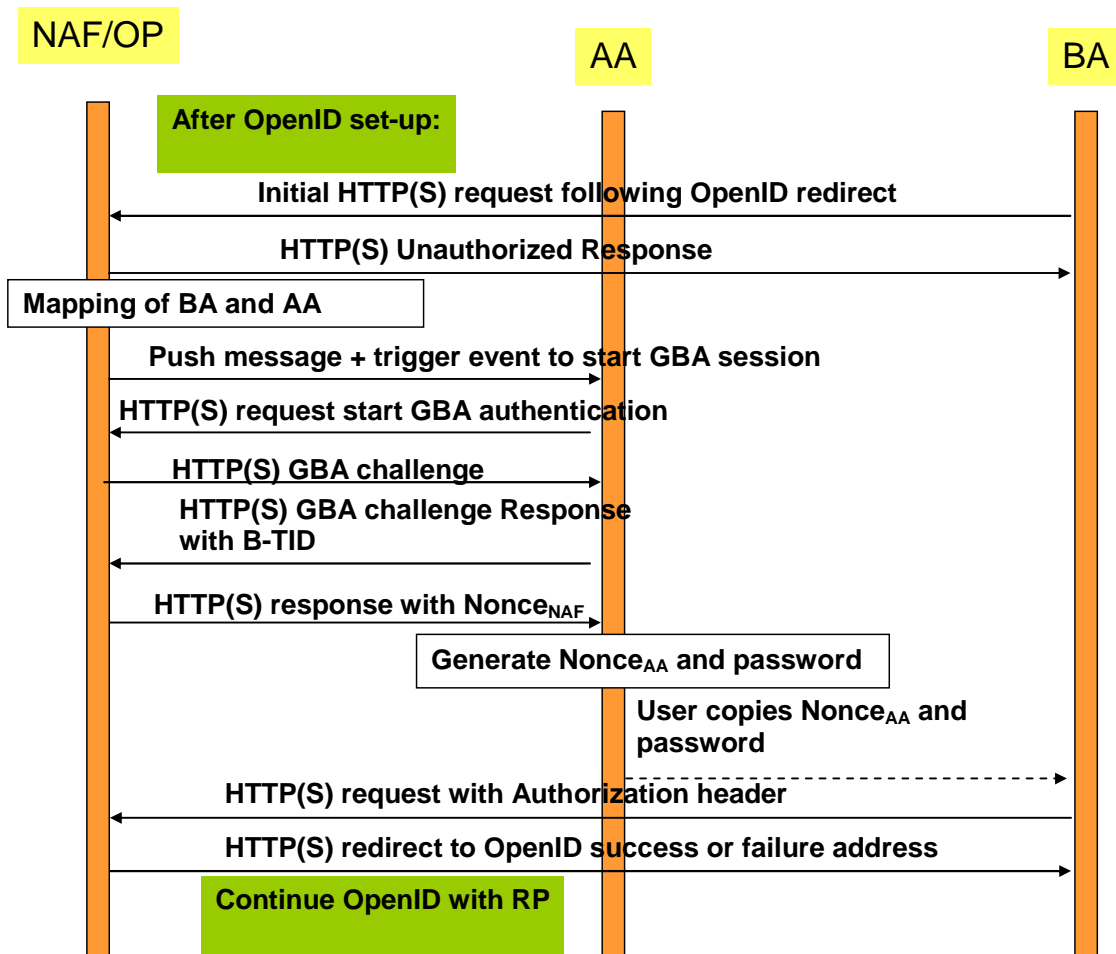 NAF/OP
AA
BA
After OpenID set-up:
Initial HTTP(S) request following OpenID redirect
HTTP(S) Unauthorized Response
Mapping of BA and AA
Push message + trigger event to start GBA session
HTTP(S) request start GBA authentication
HTTP(S) GBA challenge
HTTP(S) GBA challenge Response
with B-TID
HTTP(S) response with NonceNAF
Generate NonceAA and password
User copies NonceAA and
password
HTTP(S) request with Authorization header
HTTP(S) redirect to OpenID success or failure address
Continue OpenID with RP